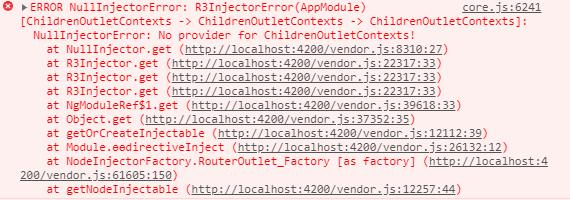 ▶ERROR NullInjectorError: R3InjectorError(AppModule) core.js:6241
[ChildrenOutletContexts -> ChildrenOutletContexts -> ChildrenOutletContexts]:
NullInjectorError: No provider for ChildrenOutletContexts!
at NullInjector.get (http://localhost:4200/vendor.js:8310:27)
at R3Injector.get (http://localhost:4200/vendor.js:22317:33)
at R3Injector.get (http://localhost:4200/vendor.js:22317:33)
at R3Injector.get (http://localhost:4200/vendor.js:22317:33)
at NgModuleRef$1.get (http://localhost:4200/vendor.js:39618:33)
at Object.get (http://localhost:4200/vendor.js:37352:35)
at getOrCreateInjectable (http://localhost:4200/vendor.js:12112:39)
at Module.ɵɵdirectiveInject (http://localhost:4200/vendor.js:26132:12)
at NodeInjectorFactory.RouterOutlet_Factory [as factory] (http://localhost:4
200/vendor.js:61605:150)
at getNodeInjectable (http://localhost:4200/vendor.js:12257:44)